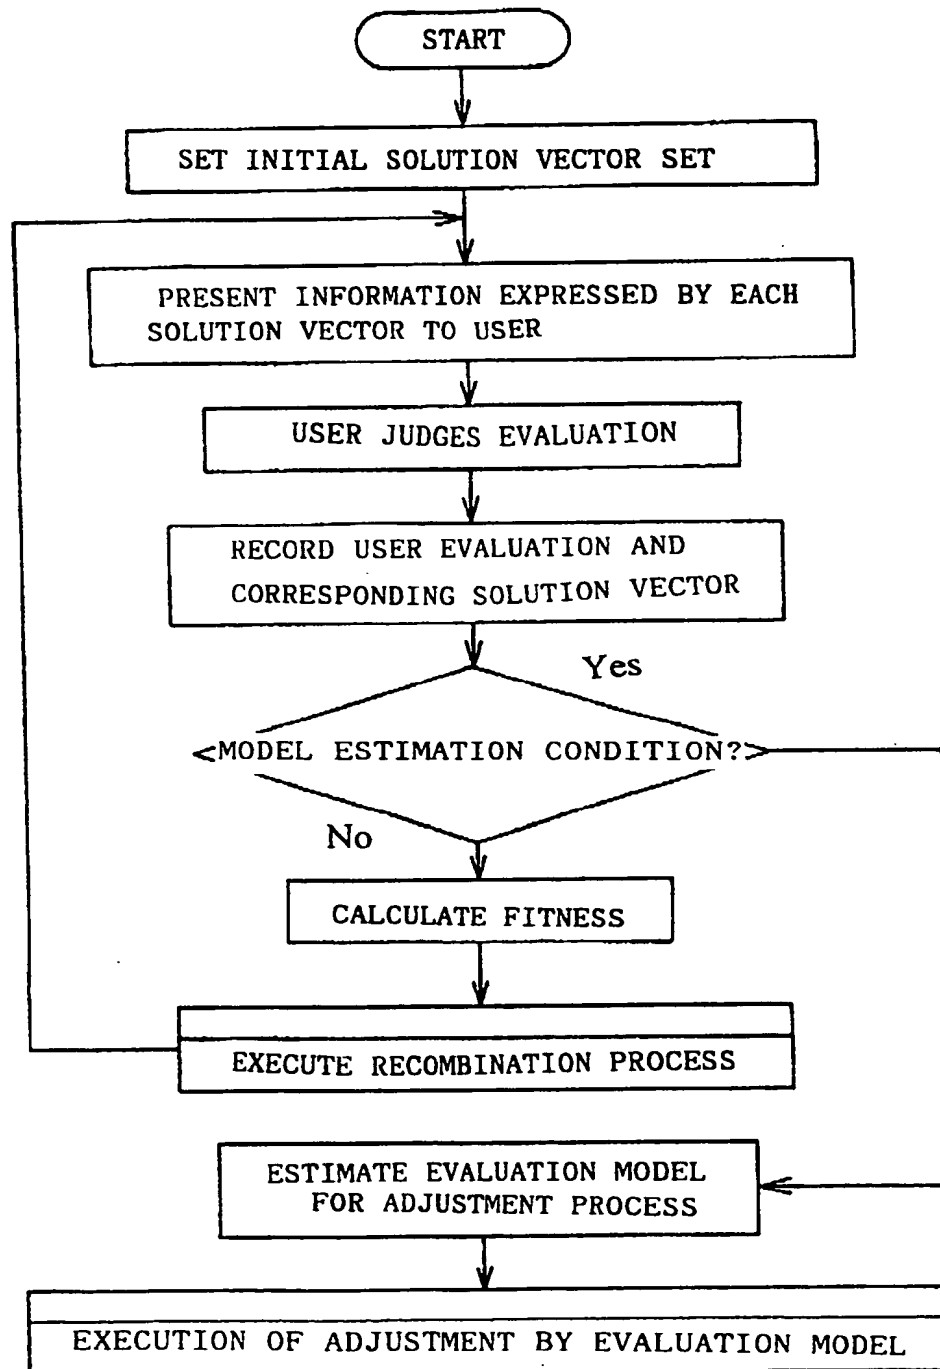 START
SET INITIAL SOLUTION VECTOR SET
PRESENT INFORMATION EXPRESSED BY EACH
SOLUTION VECTOR TO USER
USER JUDGES EVALUATION
RECORD USER EVALUATION AND
CORRESPONDING SOLUTION VECTOR
Yes
MODEL ESTIMATION CONDITION?
No
CALCULATE FITNESS
EXECUTE RECOMBINATION PROCESS
ESTIMATE EVALUATION MODEL
FOR ADJUSTMENT PROCESS
EXECUTION OF ADJUSTMENT BY EVALUATION MODEL